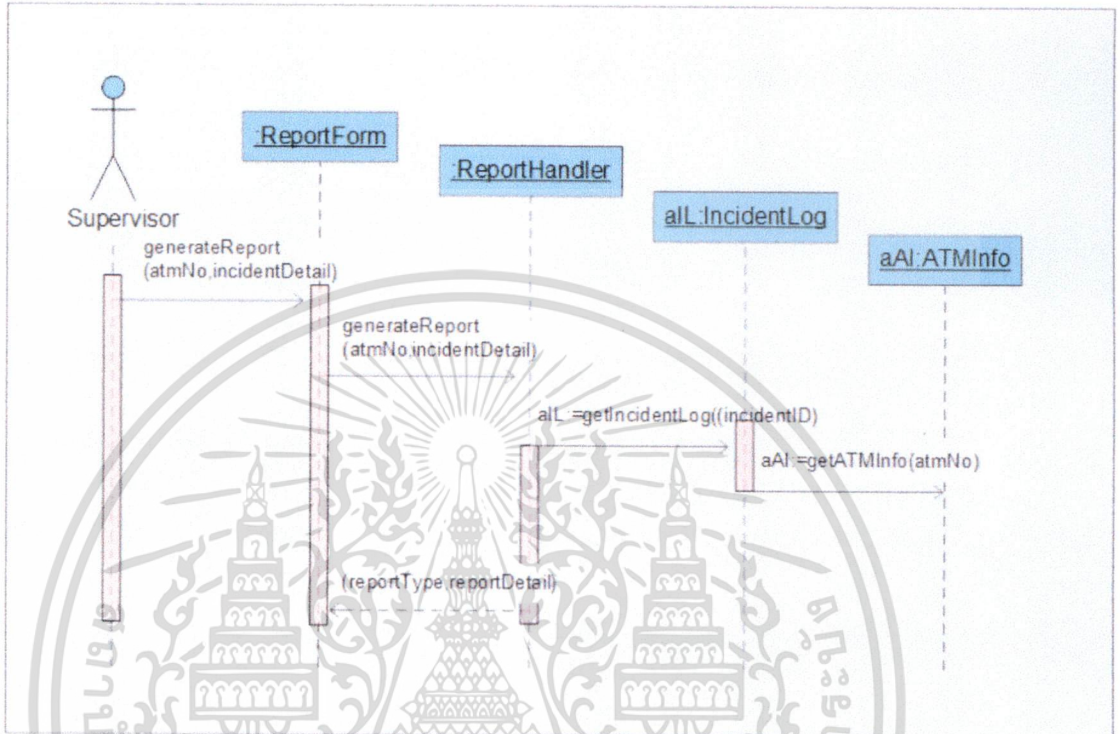 :ReportForm
:ReportHandler
Supervisor
aIL:IncidentLog
generateReport
(atmNo,incidentDetail)
aAI:ATMInfo
generateReport
(atmNo,incidentDetail)
aIL:=getIncidentLog((incidentID)
aAI:=getATMInfo(atmNo)
(reportType,reportDetail)